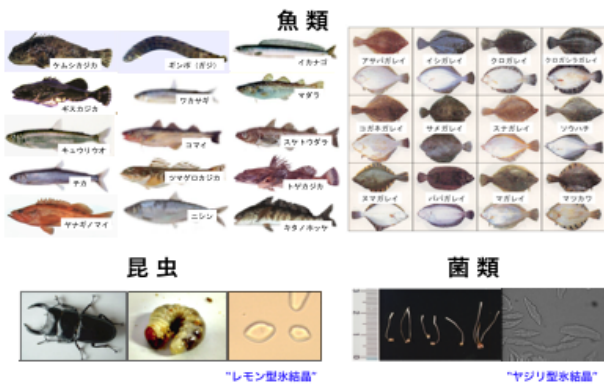 魚類
ケムシカジカ
ギンポ（ガジ）
イカナゴ
ギスカジカ
ワカサギ
マダラ
キュウリウオ
コマイ
スケトウダラ
チカ
ツマグロカジカ
トゲカジカ
ヤナギノマイ
ニシン
キタノホッケ
アサバガレイ
イシガレイ
クロガレイ
クロガシラガレイ
コガネガレイ
サメガレイ
スナガレイ
ソウハチ
ヌマガレイ
ババガレイ
マガレイ
マツカワ
昆虫
"レモン型氷結晶"
菌類
"ヤジリ型氷結晶"